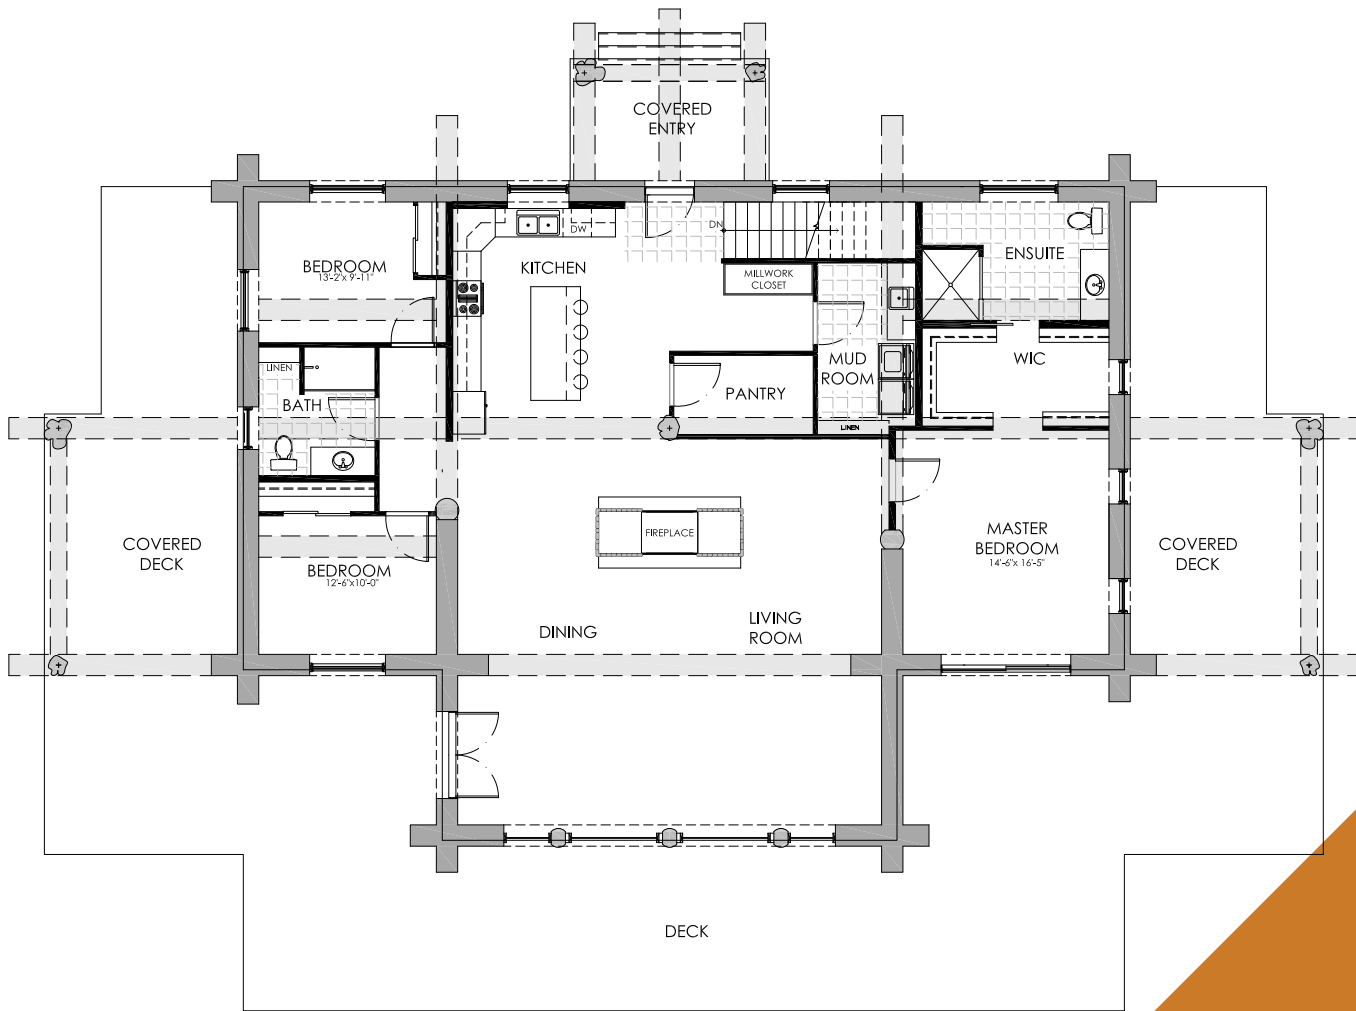 COVERED
ENTRY
DW
DN
KITCHEN
BEDROOM
13'-2"x 9'-11"
ENSUITE
MILLWORK
CLOSET
WIC
MUD
ROOM
LINEN
PANTRY
BATH
LINEN
FIREPLACE
MASTER
BEDROOM
14'-6"x 16'-5"
COVERED
DECK
COVERED
DECK
BEDROOM
12'-6"x10'-0"
DINING
LIVING
ROOM
DECK